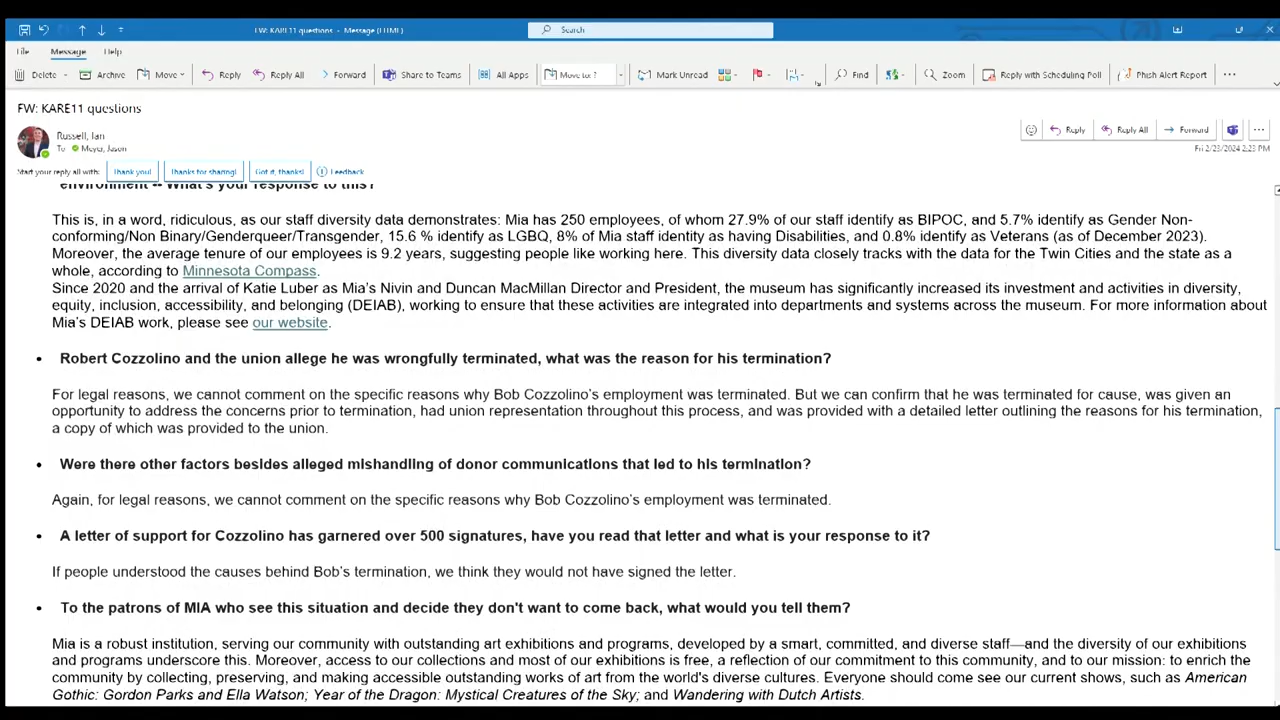 Search
FW: KARE11 questions - Message (HTML)
File Message Help
Delete Archive Move Reply Reply All Forward Share to Teams All Apps Move to: ? Mark Unread Find Zoom Reply with Scheduling Poll Phish Alert Report
FW: KARE11 questions
Russell, Ian
To Meyer, Jason
Reply Reply All Forward
Fri 2/23/2024 2:23 PM
Start your reply all with: Thank you! Thanks for sharing! Got it, thanks! Feedback
environment -- What's your response to this?
This is, in a word, ridiculous, as our staff diversity data demonstrates: Mia has 250 employees, of whom 27.9% of our staff identify as BIPOC, and 5.7% identify as Gender Non-
conforming/Non Binary/Genderqueer/Transgender, 15.6 % identify as LGBQ, 8% of Mia staff identity as having Disabilities, and 0.8% identify as Veterans (as of December 2023).
Moreover, the average tenure of our employees is 9.2 years, suggesting people like working here. This diversity data closely tracks with the data for the Twin Cities and the state as a
whole, according to Minnesota Compass.
Since 2020 and the arrival of Katie Luber as Mia's Nivin and Duncan MacMillan Director and President, the museum has significantly increased its investment and activities in diversity,
equity, inclusion, accessibility, and belonging (DEIAB), working to ensure that these activities are integrated into departments and systems across the museum. For more information about
Mia's DEIAB work, please see our website.
• Robert Cozzolino and the union allege he was wrongfully terminated, what was the reason for his termination?
For legal reasons, we cannot comment on the specific reasons why Bob Cozzolino's employment was terminated. But we can confirm that he was terminated for cause, was given an
opportunity to address the concerns prior to termination, had union representation throughout this process, and was provided with a detailed letter outlining the reasons for his termination,
a copy of which was provided to the union.
• Were there other factors besides alleged mishandling of donor communications that led to his termination?
Again, for legal reasons, we cannot comment on the specific reasons why Bob Cozzolino's employment was terminated.
• A letter of support for Cozzolino has garnered over 500 signatures, have you read that letter and what is your response to it?
If people understood the causes behind Bob's termination, we think they would not have signed the letter.
• To the patrons of MIA who see this situation and decide they don't want to come back, what would you tell them?
Mia is a robust institution, serving our community with outstanding art exhibitions and programs, developed by a smart, committed, and diverse staff—and the diversity of our exhibitions
and programs underscore this. Moreover, access to our collections and most of our exhibitions is free, a reflection of our commitment to this community, and to our mission: to enrich the
community by collecting, preserving, and making accessible outstanding works of art from the world's diverse cultures. Everyone should come see our current shows, such as American
Gothic: Gordon Parks and Ella Watson; Year of the Dragon: Mystical Creatures of the Sky; and Wandering with Dutch Artists.